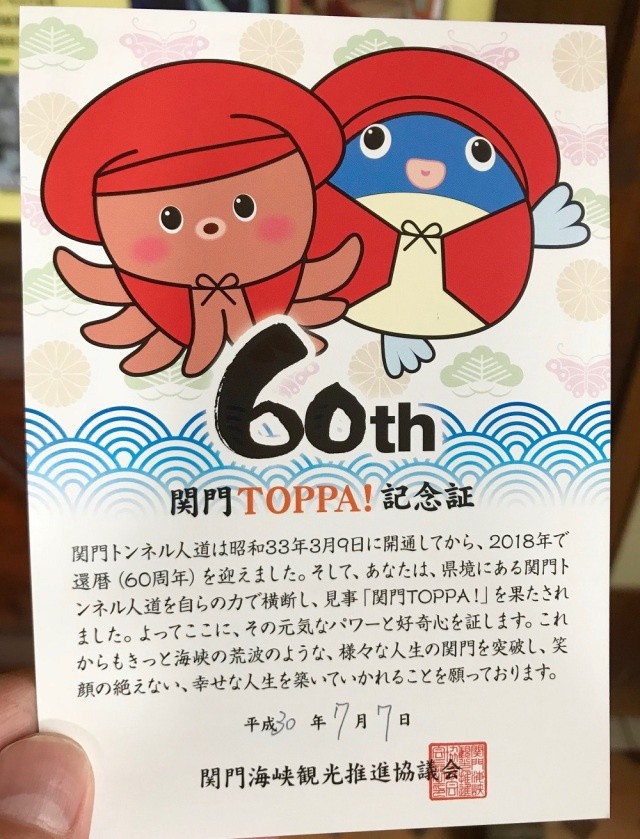 60th
関門TOPPA!記念証
関門トンネル人道は昭和33年3月9日に開通してから、2018年で
還暦(60周年)を迎えました。そして、あなたは、県境にある関門ト
ンネル人道を自らの力で横断し、見事「関門TOPPA!」を果たされ
ました。よってここに、その元気なパワーと好奇心を証します。これ
からもきっと海峡の荒波のような、様々な人生の関門を突破し、笑
顔の絶えない、幸せな人生を築いていかれることを願っております。
平成30年7月7日
関門海峡観光推進協議会